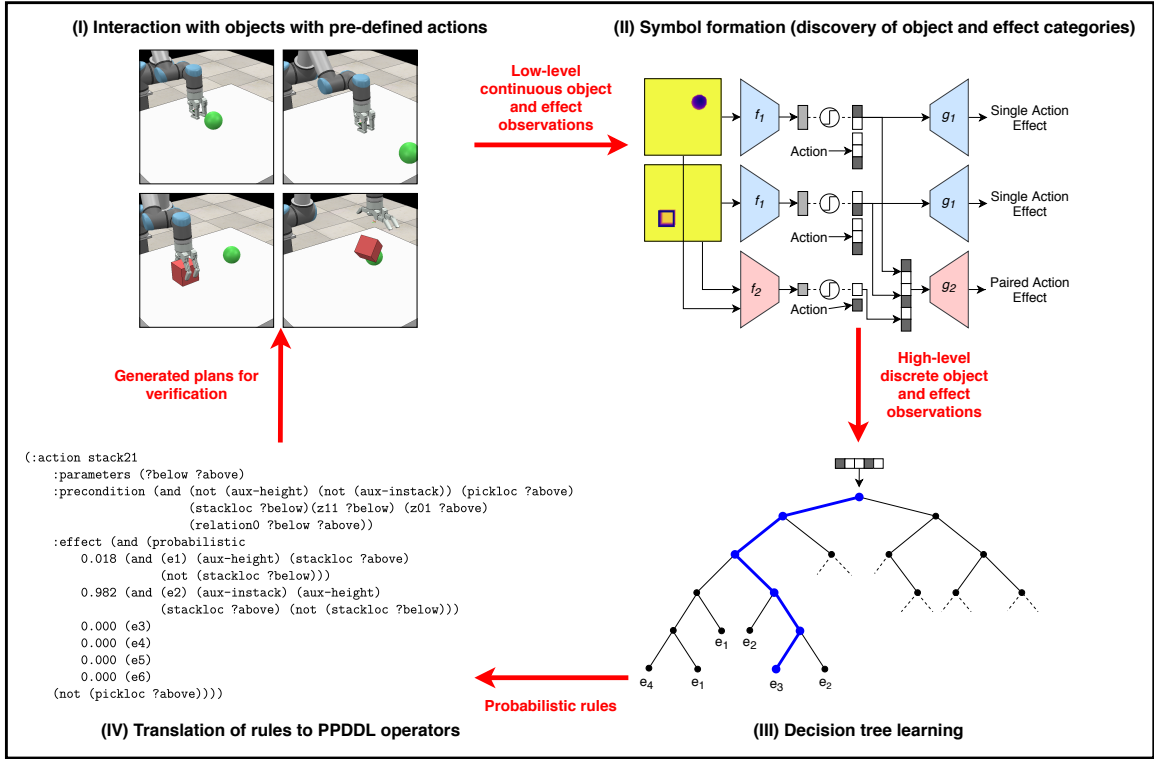 (I) Interaction with objects with pre-defined actions
(II) Symbol formation (discovery of object and effect categories)
Low-level
continuous object
and effect
observations
f1
Action
g1
Single Action
Effect
f1
Action
g1
Single Action
Effect
f2
Action
g2
Paired Action
Effect
Generated plans for
verification
High-level
discrete object
and effect
observations
(:action stack21
:parameters (?below ?above)
:precondition (and (not (aux-height) (not (aux-instack)) (pickloc ?above)
(stackloc ?below)(z11 ?below) (z01 ?above)
(relation0 ?below ?above))
:effect (and (probabilistic
0.018 (and (e1) (aux-height) (stackloc ?above)
(not (stackloc ?below)))
0.982 (and (e2) (aux-instack) (aux-height)
(stackloc ?above) (not (stackloc ?below)))
0.000 (e3)
0.000 (e4)
0.000 (e5)
0.000 (e6)
(not (pickloc ?above))))
e1
e2
e4
e1
e3
e2
Probabilistic rules
(IV) Translation of rules to PPDDL operators
(III) Decision tree learning